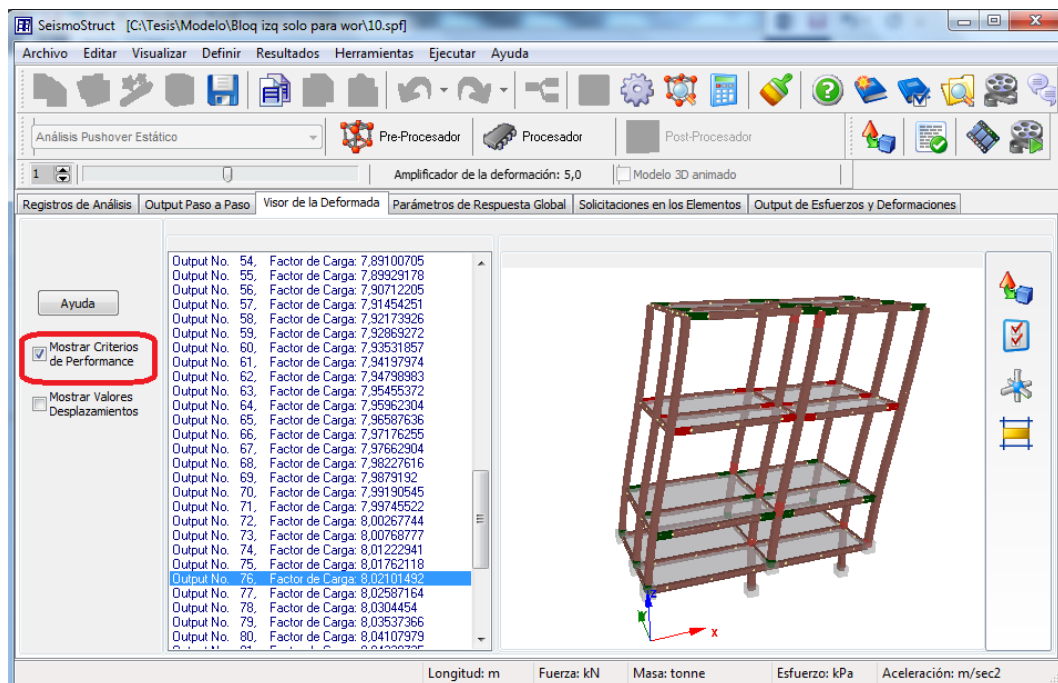 SeismoStruct [C:\Tesis\Modelo\Bloq izq solo para wor\10.spf]
Archivo Editar Visualizar Definir Resultados Herramientas Ejecutar Ayuda
Análisis Pushover Estático Pre-Procesador Procesador Post-Procesador
1 Amplificador de la deformación: 5,0 Modelo 3D animado
Registros de Análisis Output Paso a Paso Visor de la Deformada Parámetros de Respuesta Global Solicitaciones en los Elementos Output de Esfuerzos y Deformaciones
Ayuda
Mostrar Criterios
de Performance
Mostrar Valores
Desplazamientos
Output No. 54, Factor de Carga: 7,89100705
Output No. 55, Factor de Carga: 7,89929178
Output No. 56, Factor de Carga: 7,90712205
Output No. 57, Factor de Carga: 7,91454251
Output No. 58, Factor de Carga: 7,92173926
Output No. 59, Factor de Carga: 7,92869272
Output No. 60, Factor de Carga: 7,93531857
Output No. 61, Factor de Carga: 7,94197974
Output No. 62, Factor de Carga: 7,94798983
Output No. 63, Factor de Carga: 7,95455372
Output No. 64, Factor de Carga: 7,95962304
Output No. 65, Factor de Carga: 7,96587636
Output No. 66, Factor de Carga: 7,97176255
Output No. 67, Factor de Carga: 7,97662904
Output No. 68, Factor de Carga: 7,98227616
Output No. 69, Factor de Carga: 7,9879192
Output No. 70, Factor de Carga: 7,99190545
Output No. 71, Factor de Carga: 7,99745522
Output No. 72, Factor de Carga: 8,00267744
Output No. 73, Factor de Carga: 8,00768777
Output No. 74, Factor de Carga: 8,01222941
Output No. 75, Factor de Carga: 8,01762118
Output No. 76, Factor de Carga: 8,02101492
Output No. 77, Factor de Carga: 8,02587164
Output No. 78, Factor de Carga: 8,0304454
Output No. 79, Factor de Carga: 8,03537366
Output No. 80, Factor de Carga: 8,04107979
Z
X
Longitud: m Fuerza: kN Masa: tonne Esfuerzo: kPa Aceleración: m/sec2